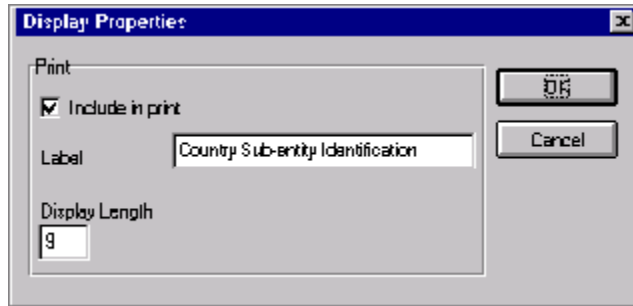 Display Properties
Print
Include in print
OK
Label
Country Sub-entity Identification
Cancel
Display Length
9